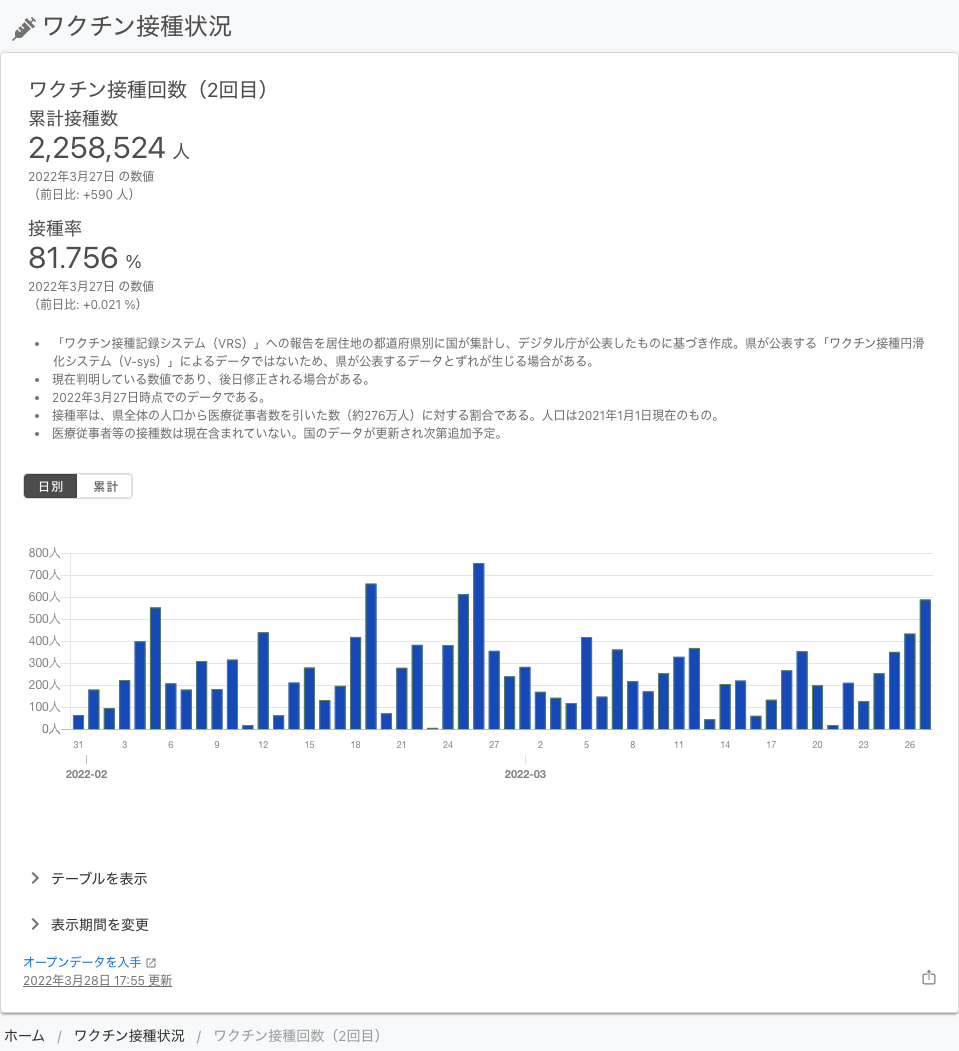 ワクチン接種状況
ワクチン接種回数（2回目）
累計接種数
2,258,524 人
2022年3月27日 の数値
（前日比: +590 人）
接種率
81.756 %
2022年3月27日 の数値
（前日比: +0.021 %）
• 「ワクチン接種記録システム（VRS）」への報告を居住地の都道府県別に国が集計し、デジタル庁が公表したものに基づき作成。県が公表する「ワクチン接種円滑
化システム（V-sys）」によるデータではないため、県が公表するデータとずれが生じる場合がある。
• 現在判明している数値であり、後日修正される場合がある。
• 2022年3月27日時点でのデータである。
• 接種率は、県全体の人口から医療従事者数を引いた数（約276万人）に対する割合である。人口は2021年1月1日現在のもの。
• 医療従事者等の接種数は現在含まれていない。国のデータが更新され次第追加予定。
日別 累計
800人
700人
600人
500人
400人
300人
200人
100人
0人
31 3 6 9 12 15 18 21 24 27 2 5 8 11 14 17 20 23 26
2022-02 2022-03
テーブルを表示
表示期間を変更
オープンデータを入手
2022年3月28日 17:55 更新
ホーム / ワクチン接種状況 / ワクチン接種回数（2回目）